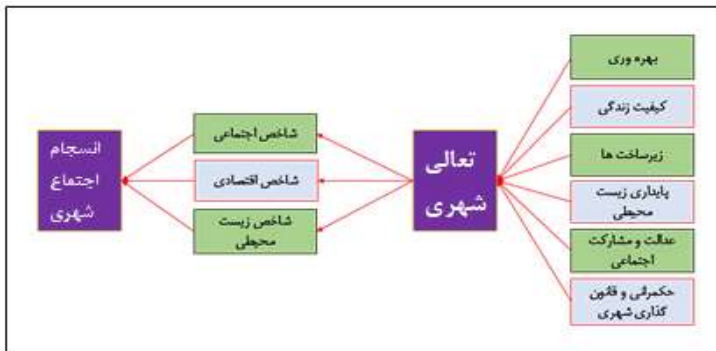 بهره وری
کیفیت زندگی
زیرساخت ها
پایداری زیست
محیطی
عدالت و مشارکت
اجتماعی
حکمرانی و قانون
گذاری شهری
تعالی
شهری
شاخص اجتماعی
شاخص اقتصادی
شاخص زیست
محیطی
انسجام
اجتماع
شهری